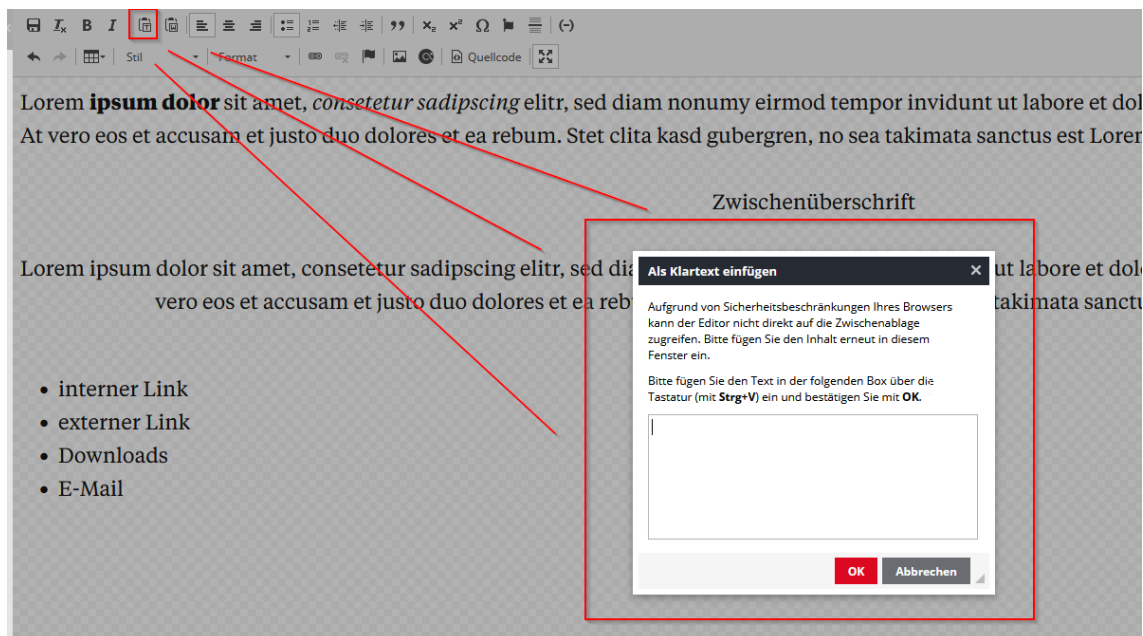 Stil Format Quellcode
Lorem ipsum dolor sit amet, consetetur sadipscing elitr, sed diam nonumy eirmod tempor invidunt ut labore et dol
At vero eos et accusam et justo duo dolores et ea rebum. Stet clita kasd gubergren, no sea takimata sanctus est Lorem
Zwischenüberschrift
Lorem ipsum dolor sit amet, consetetur sadipscing elitr, sed dia ut labore et dol
vero eos et accusam et justo duo dolores et ea reb takimata sanctu
Als Klartext einfügen
Aufgrund von Sicherheitsbeschränkungen Ihres Browsers
kann der Editor nicht direkt auf die Zwischenablage
zugreifen. Bitte fügen Sie den Inhalt erneut in diesem
Fenster ein.
Bitte fügen Sie den Text in der folgenden Box über die
Tastatur (mit Strg+V) ein und bestätigen Sie mit OK.
OK Abbrechen
• interner Link
• externer Link
• Downloads
• E-Mail